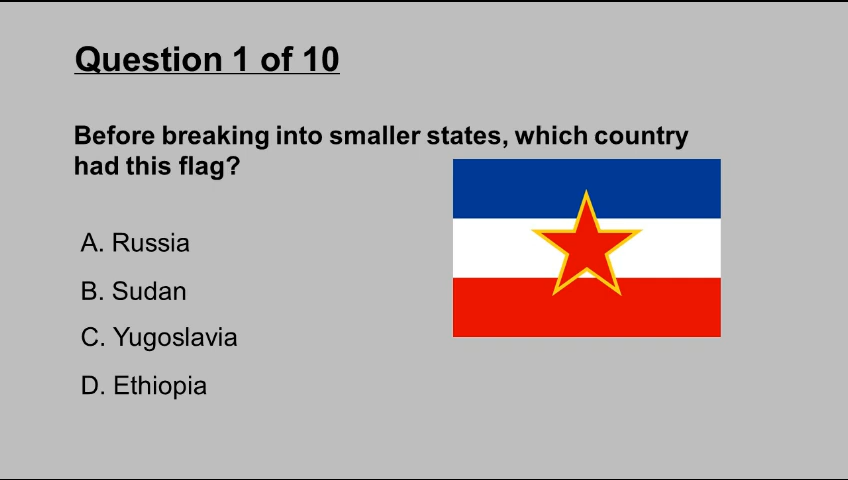 Question 1 of 10
Before breaking into smaller states, which country
had this flag?
A. Russia
B. Sudan
C. Yugoslavia
D. Ethiopia